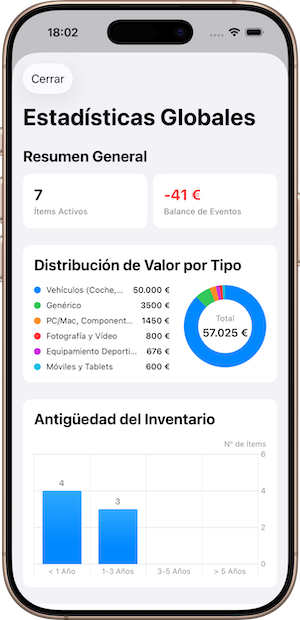 18:02
Cerrar
Estadísticas Globales
Resumen General
7
Ítems Activos
-41 €
Balance de Eventos
Distribución de Valor por Tipo
Vehículos (Coche,... 50.000 €
Genérico 3500 €
PC/Mac, Component... 1450 €
Fotografía y Vídeo 800 €
Equipamiento Deporti... 676 €
Móviles y Tablets 600 €
Total
57.025 €
Antigüedad del Inventario
Nº de Ítems
6
4
3
4
2
0
< 1 Año 1-3 Años 3-5 Años > 5 Años